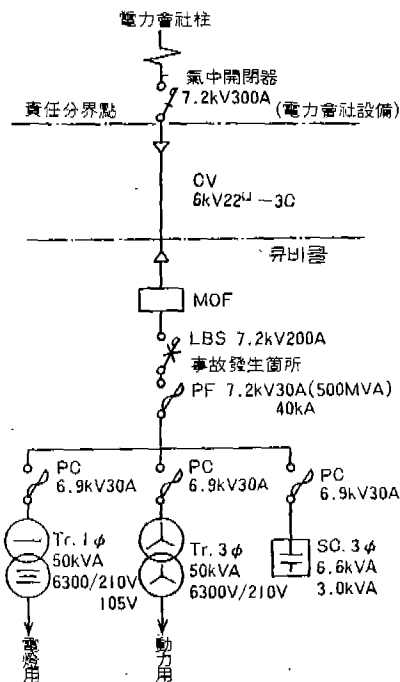 電力會社柱
氣中開閉器
7.2kV300A
責任分界點
(電力會社設備)
CV
6kV22□-3C
큐비클
MOF
LBS 7.2kV200A
事故發生箇所
PF 7.2kV30A(500MVA)
40kA
PC
6.9kV30A
PC
6.9kV30A
PC
6.9kV30A
Tr.1φ
50kVA
6300/210V
105V
Tr.3φ
50kVA
6300V/210V
SC.3φ
6.6kVA
3.0kVA
電燈用
動力用